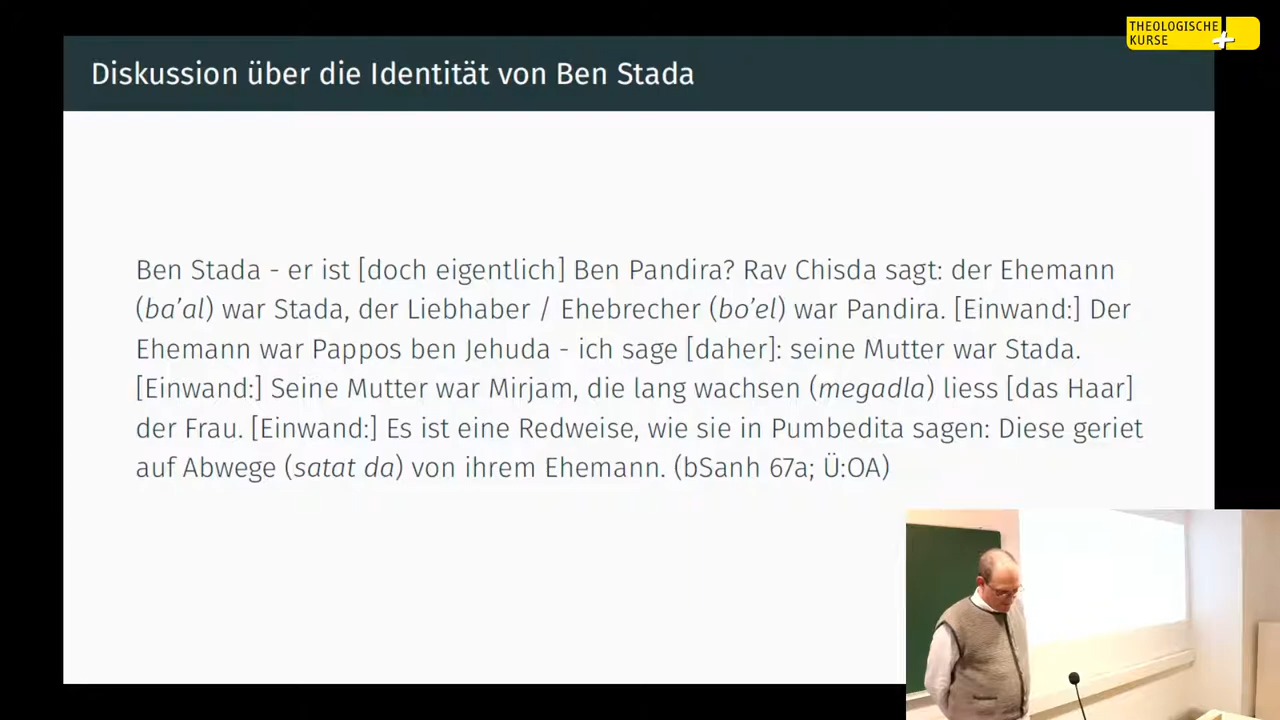 THEOLOGISCHE
KURSE
Diskussion über die Identität von Ben Stada
Ben Stada - er ist [doch eigentlich] Ben Pandira? Rav Chisda sagt: der Ehemann
(ba’al) war Stada, der Liebhaber / Ehebrecher (bo’el) war Pandira. [Einwand:] Der
Ehemann war Pappos ben Jehuda - ich sage [daher]: seine Mutter war Stada.
[Einwand:] Seine Mutter war Mirjam, die lang wachsen (megadla) liess [das Haar]
der Frau. [Einwand:] Es ist eine Redweise, wie sie in Pumbedita sagen: Diese geriet
auf Abwege (satat da) von ihrem Ehemann. (bSanh 67a; Ü:OA)